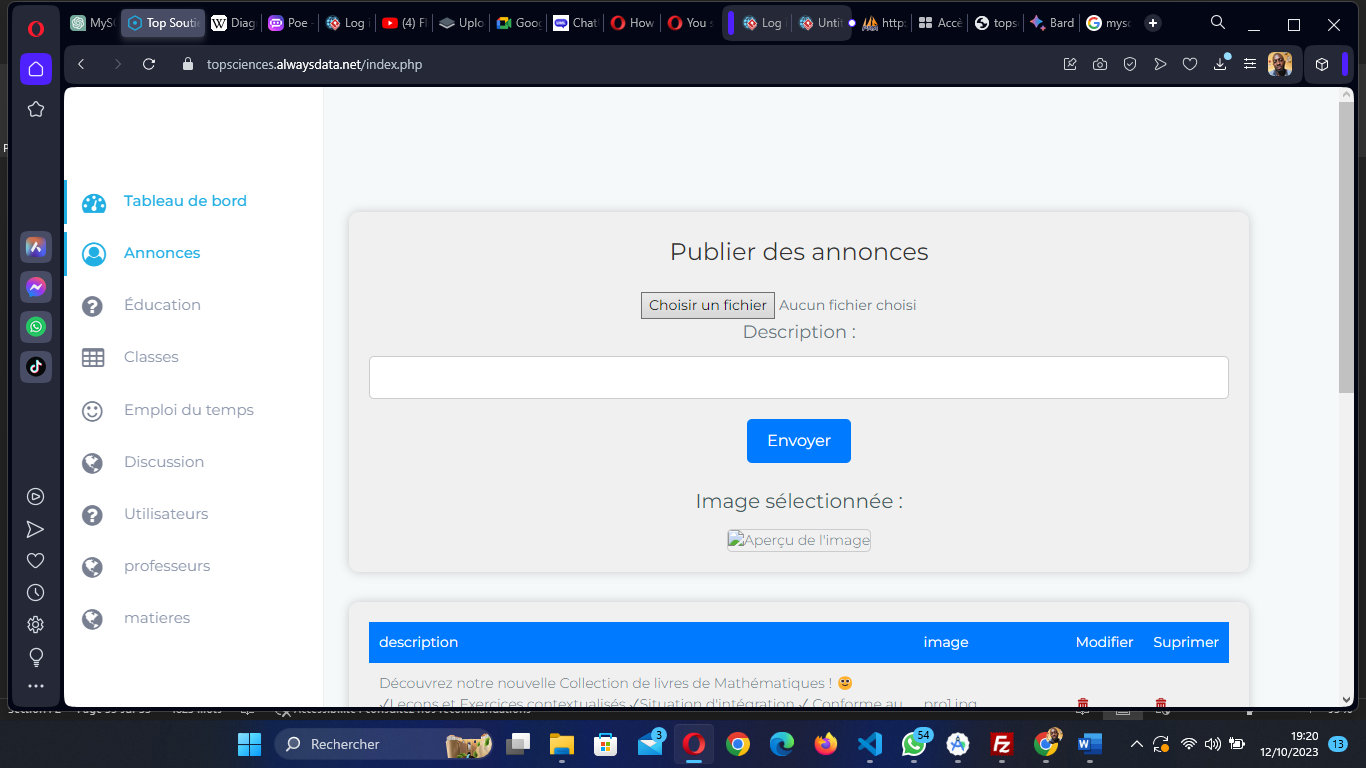 MySC
Top Soutie
Diag
Poe -
Log i
(4) Fl
Uplo
Goog
Chatl
How
You s
Log i
Untit
http:
Accè
topsc
Bard
mysc
topsciences.alwaysdata.net/index.php
Tableau de bord
Annonces
Éducation
Classes
Emploi du temps
Discussion
Utilisateurs
professeurs
matieres
Publier des annonces
Choisir un fichier Aucun fichier choisi
Description :
Envoyer
Image sélectionnée :
Aperçu de l'image
description image Modifier Suprimer
Découvrez notre nouvelle Collection de livres de Mathématiques ! 🙂
✓Leçons et Exercices contextualisés ✓Situation d'intégration ✓ Conforme au pro1.jpg
Rechercher
3
54
19:20
12/10/2023
13